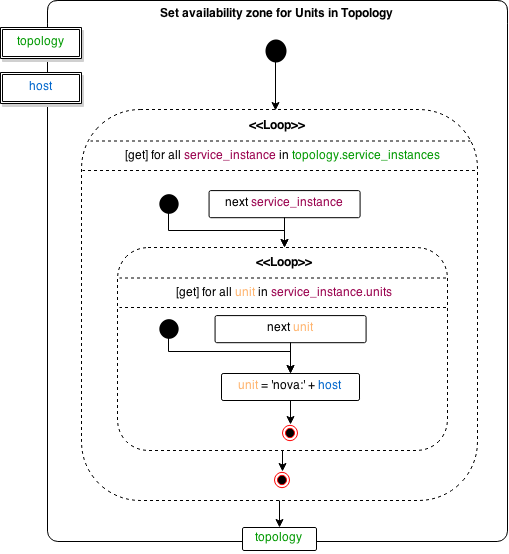 Set availability zone for Units in Topology
topology
host
<<Loop>>
[get] for all service_instance in topology.service_instances
next service_instance
<<Loop>>
[get] for all unit in service_instance.units
next unit
unit = 'nova:' + host
topology